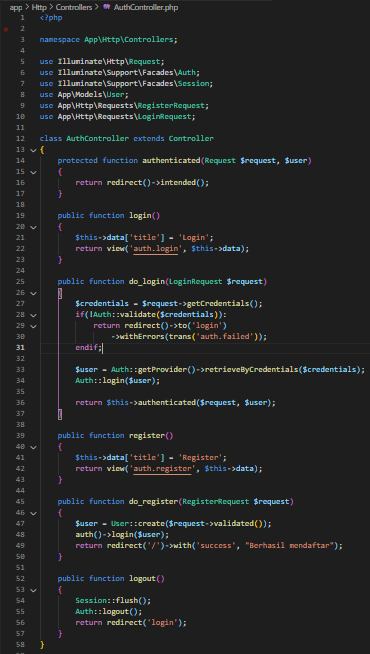 app > Http > Controllers > AuthController.php
1 <?php
2
3 namespace App\Http\Controllers;
4
5 use Illuminate\Http\Request;
6 use Illuminate\Support\Facades\Auth;
7 use Illuminate\Support\Facades\Session;
8 use App\Models\User;
9 use App\Http\Requests\RegisterRequest;
10 use App\Http\Requests\LoginRequest;
11
12 class AuthController extends Controller
13 {
14 protected function authenticated(Request $request, $user)
15 {
16 return redirect()->intended();
17 }
18
19 public function login()
20 {
21 $this->data['title'] = 'Login';
22 return view('auth.login', $this->data);
23 }
24
25 public function do_login(LoginRequest $request)
26 {
27 $credentials = $request->getCredentials();
28 if(!Auth::validate($credentials)):
29 return redirect()->to('login')
30 ->withErrors(trans('auth.failed'));
31 endif;
32
33 $user = Auth::getProvider()->retrieveByCredentials($credentials);
34 Auth::login($user);
35
36 return $this->authenticated($request, $user);
37 }
38
39 public function register()
40 {
41 $this->data['title'] = 'Register';
42 return view('auth.register', $this->data);
43 }
44
45 public function do_register(RegisterRequest $request)
46 {
47 $user = User::create($request->validated());
48 auth()->login($user);
49 return redirect('/')->with('success', "Berhasil mendaftar");
50 }
51
52 public function logout()
53 {
54 Session::flush();
55 Auth::logout();
56 return redirect('login');
57 }
58 }